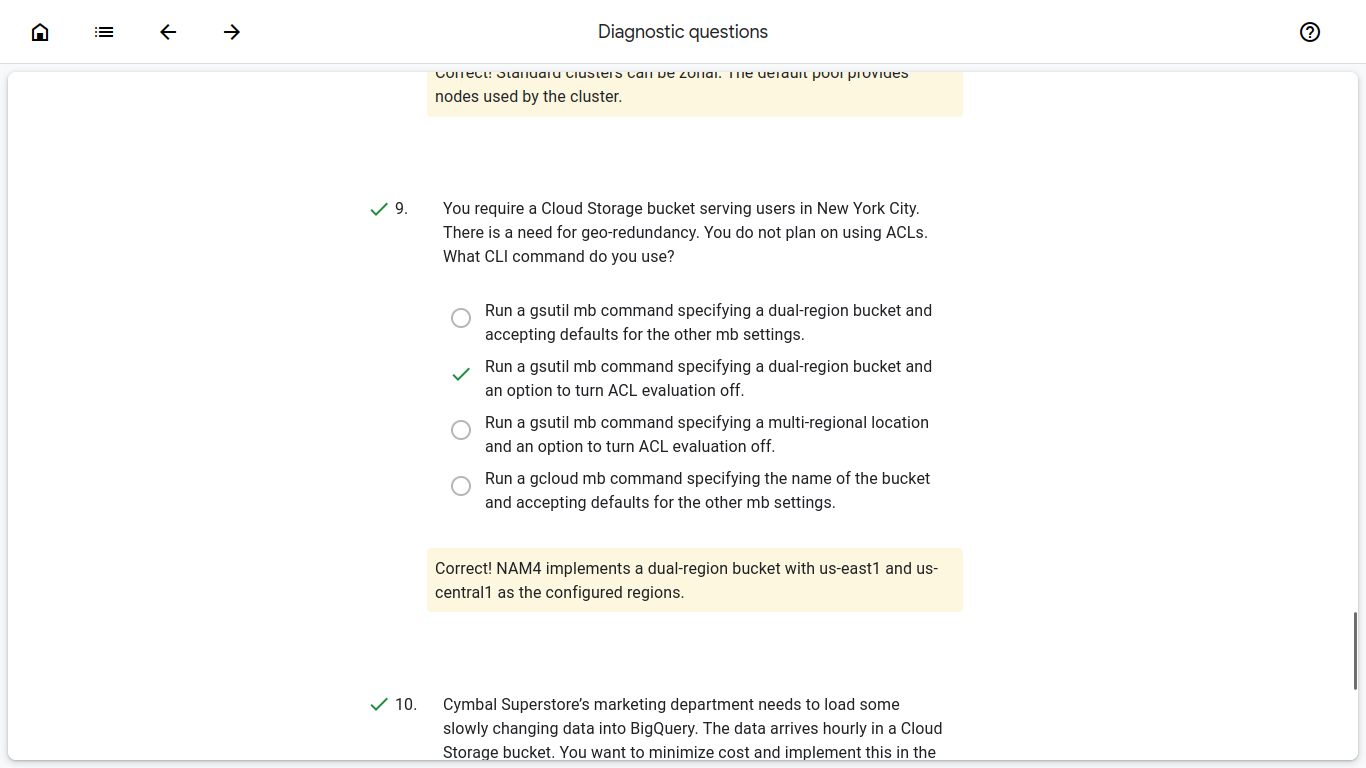 Diagnostic questions
Correct! Standard clusters can be zonal. The default pool provides
nodes used by the cluster.
9.
You require a Cloud Storage bucket serving users in New York City.
There is a need for geo-redundancy. You do not plan on using ACLs.
What CLI command do you use?
Run a gsutil mb command specifying a dual-region bucket and
accepting defaults for the other mb settings.
Run a gsutil mb command specifying a dual-region bucket and
an option to turn ACL evaluation off.
Run a gsutil mb command specifying a multi-regional location
and an option to turn ACL evaluation off.
Run a gcloud mb command specifying the name of the bucket
and accepting defaults for the other mb settings.
Correct! NAM4 implements a dual-region bucket with us-east1 and us-
central1 as the configured regions.
10.
Cymbal Superstore’s marketing department needs to load some
slowly changing data into BigQuery. The data arrives hourly in a Cloud
Storage bucket. You want to minimize cost and implement this in the